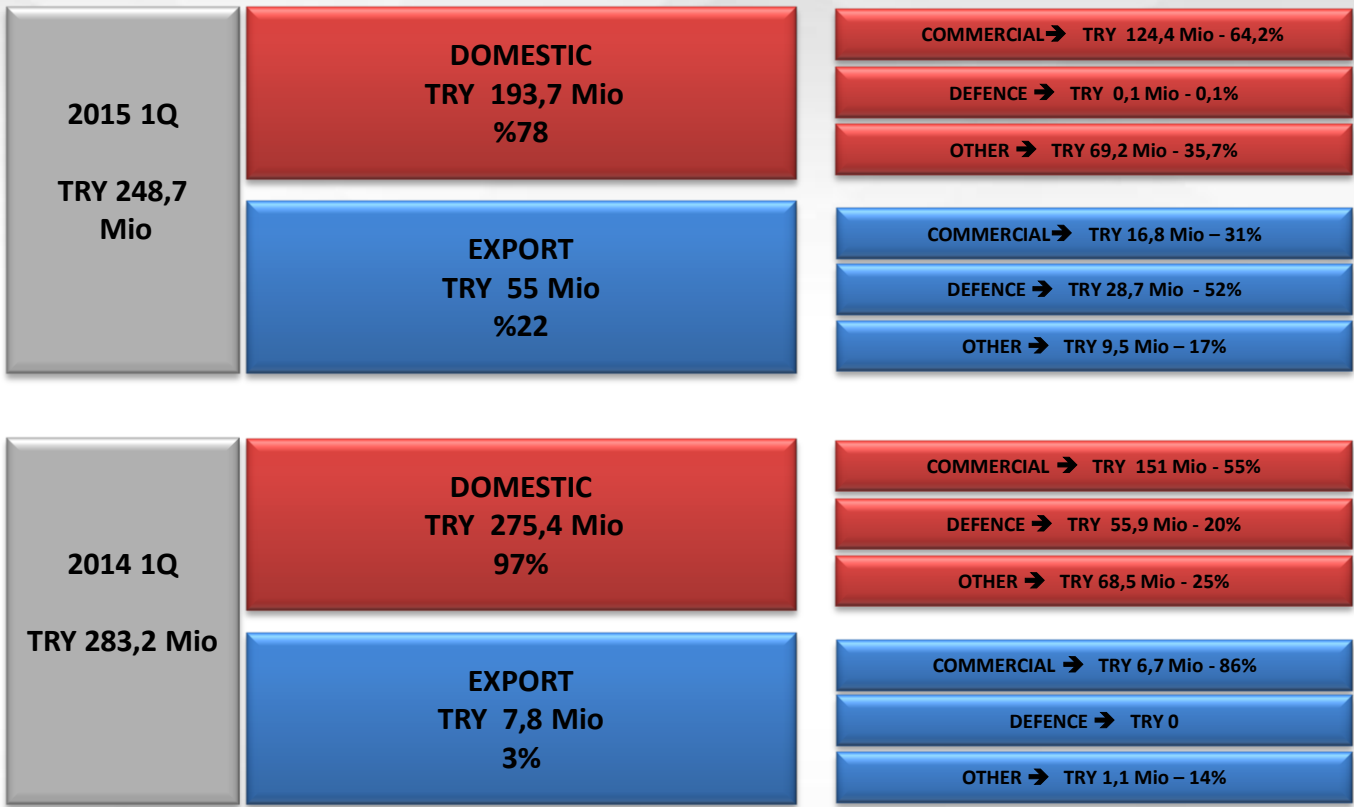 2015 1Q
TRY 248,7
Mio
DOMESTIC
TRY 193,7 Mio
%78
COMMERCIAL➔ TRY 124,4 Mio - 64,2%
DEFENCE ➔ TRY 0,1 Mio - 0,1%
OTHER ➔ TRY 69,2 Mio - 35,7%
EXPORT
TRY 55 Mio
%22
COMMERCIAL➔ TRY 16,8 Mio – 31%
DEFENCE ➔ TRY 28,7 Mio - 52%
OTHER ➔ TRY 9,5 Mio – 17%
2014 1Q
TRY 283,2 Mio
DOMESTIC
TRY 275,4 Mio
97%
COMMERCIAL ➔ TRY 151 Mio - 55%
DEFENCE ➔ TRY 55,9 Mio - 20%
OTHER ➔ TRY 68,5 Mio - 25%
EXPORT
TRY 7,8 Mio
3%
COMMERCIAL ➔ TRY 6,7 Mio - 86%
DEFENCE ➔ TRY 0
OTHER ➔ TRY 1,1 Mio – 14%